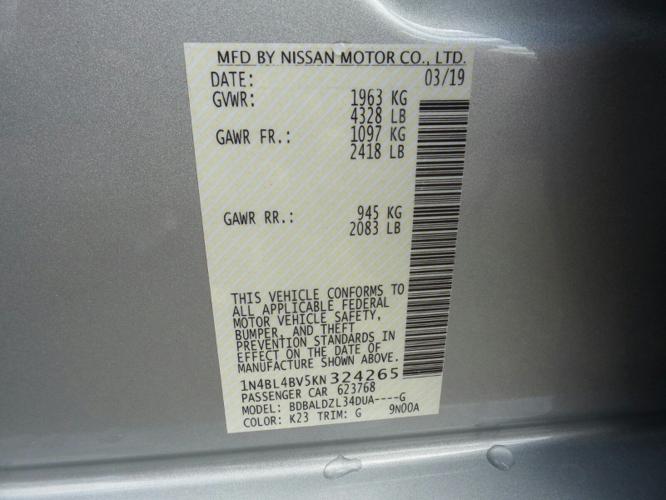 MFD BY NISSAN MOTOR CO., LTD.
DATE: 03/19
GVWR: 1963 KG
4328 LB
GAWR FR.: 1097 KG
2418 LB
GAWR RR.: 945 KG
2083 LB
THIS VEHICLE CONFORMS TO
ALL APPLICABLE FEDERAL
MOTOR VEHICLE SAFETY,
BUMPER, AND THEFT
PREVENTION STANDARDS IN
EFFECT ON THE DATE OF
MANUFACTURE SHOWN ABOVE.
1N4BL4BV5KN324265
PASSENGER CAR 623768
MODEL: BDBALDZL34DUA----G
COLOR: K23 TRIM: G 9N00A